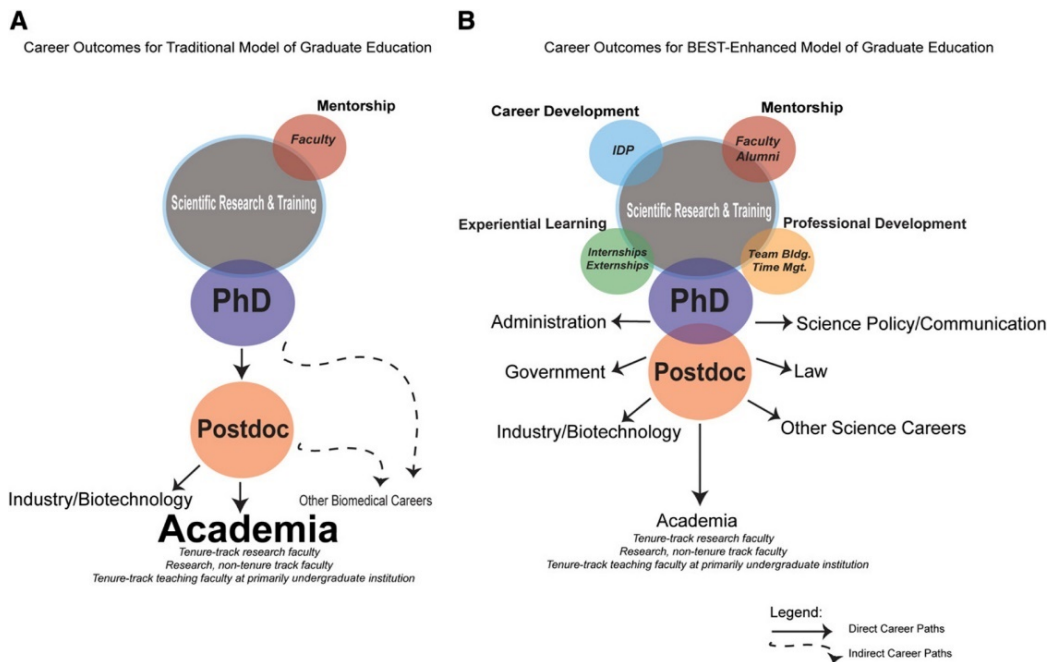 A
Career Outcomes for Traditional Model of Graduate Education
Mentorship
Faculty
Scientific Research & Training
PhD
Postdoc
Industry/Biotechnology
Other Biomedical Careers
Academia
Tenure-track research faculty
Research, non-tenure track faculty
Tenure-track teaching faculty at primarily undergraduate institution
B
Career Outcomes for BEST-Enhanced Model of Graduate Education
Career Development
Mentorship
IDP
Faculty
Alumni
Scientific Research & Training
Experiential Learning
Professional Development
Internships
Externships
Team Bldg.
Time Mgt.
PhD
Administration
Science Policy/Communication
Government
Postdoc
Law
Industry/Biotechnology
Other Science Careers
Academia
Tenure-track research faculty
Research, non-tenure track faculty
Tenure-track teaching faculty at primarily undergraduate institution
Legend:
Direct Career Paths
Indirect Career Paths